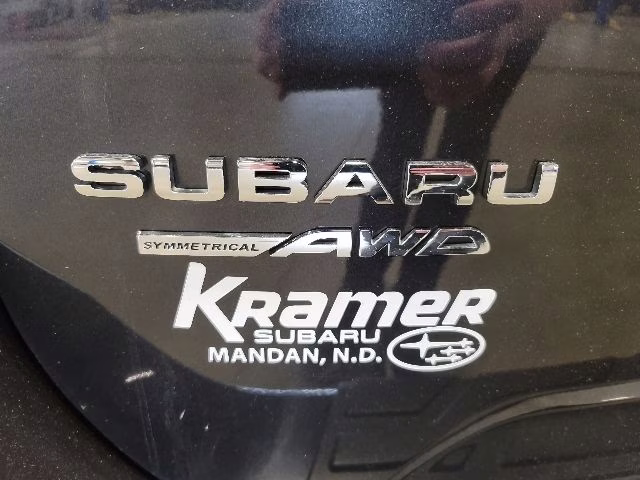 SUBARU
SYMMETRICAL AWD
KRAMER
SUBARU
MANDAN, N.D.